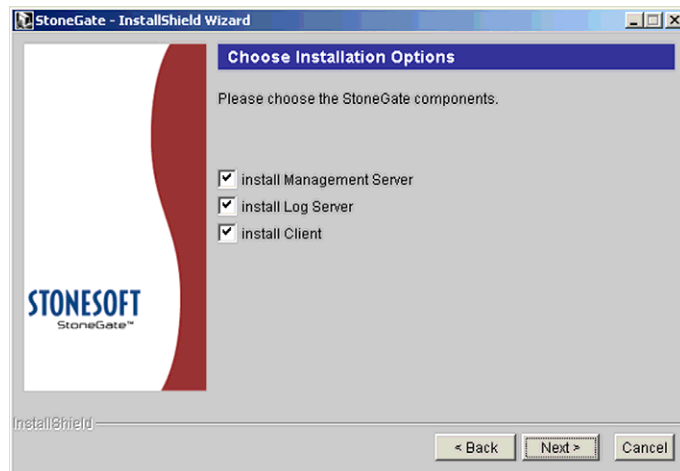 StoneGate - InstallShield Wizard
Choose Installation Options
Please choose the StoneGate components.
install Management Server
install Log Server
install Client
STONESOFT
StoneGate™
InstallShield
< Back
Next >
Cancel